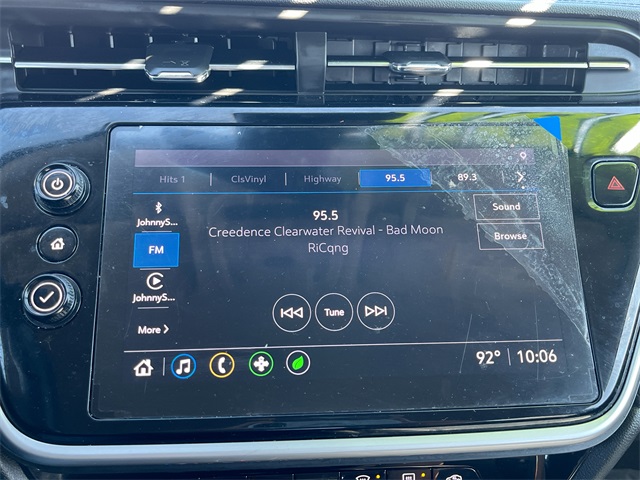 Hits 1 ClsVinyl Highway 95.5 89.3
JohnnyS...
FM
JohnnyS...
More
95.5
Creedence Clearwater Revival - Bad Moon
RiCqng
Sound
Browse
Tune
92° 10:06